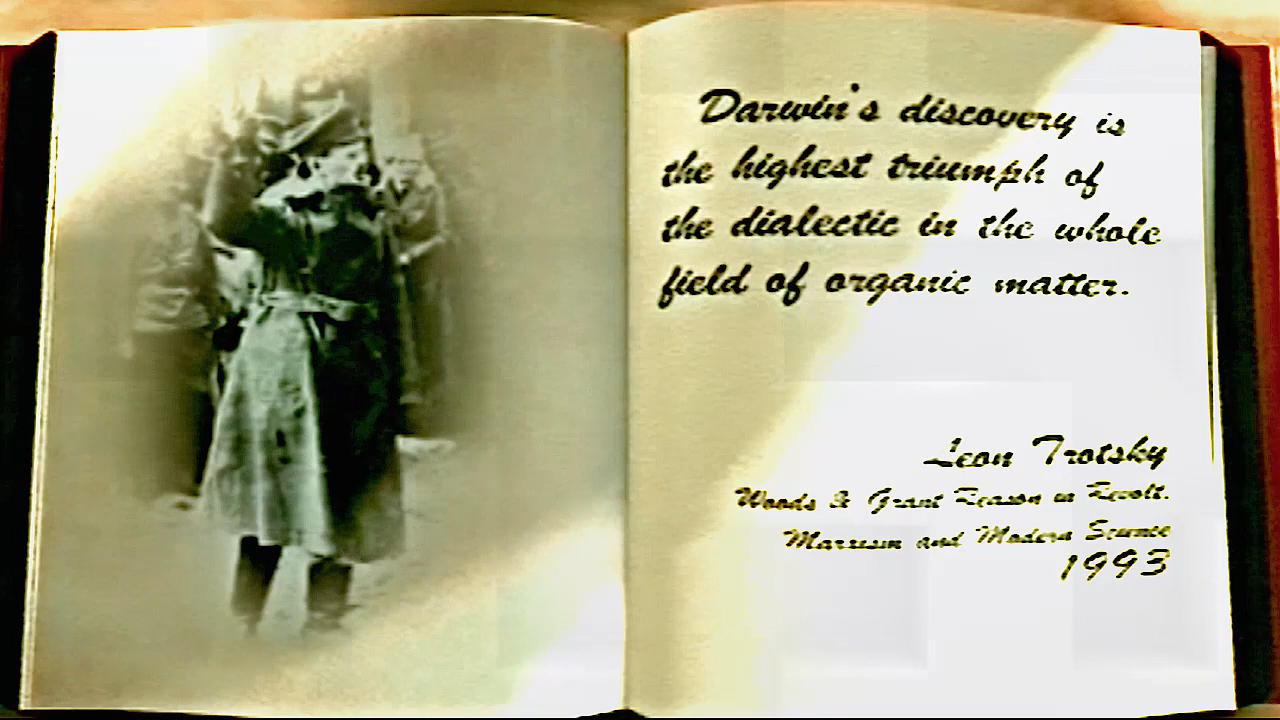 Darwin's discovery is
the highest triumph of
the dialectic in the whole
field of organic matter.
Leon Trotsky
Woods & Grant Reason in Revolt.
Marxism and Modern Science
1993